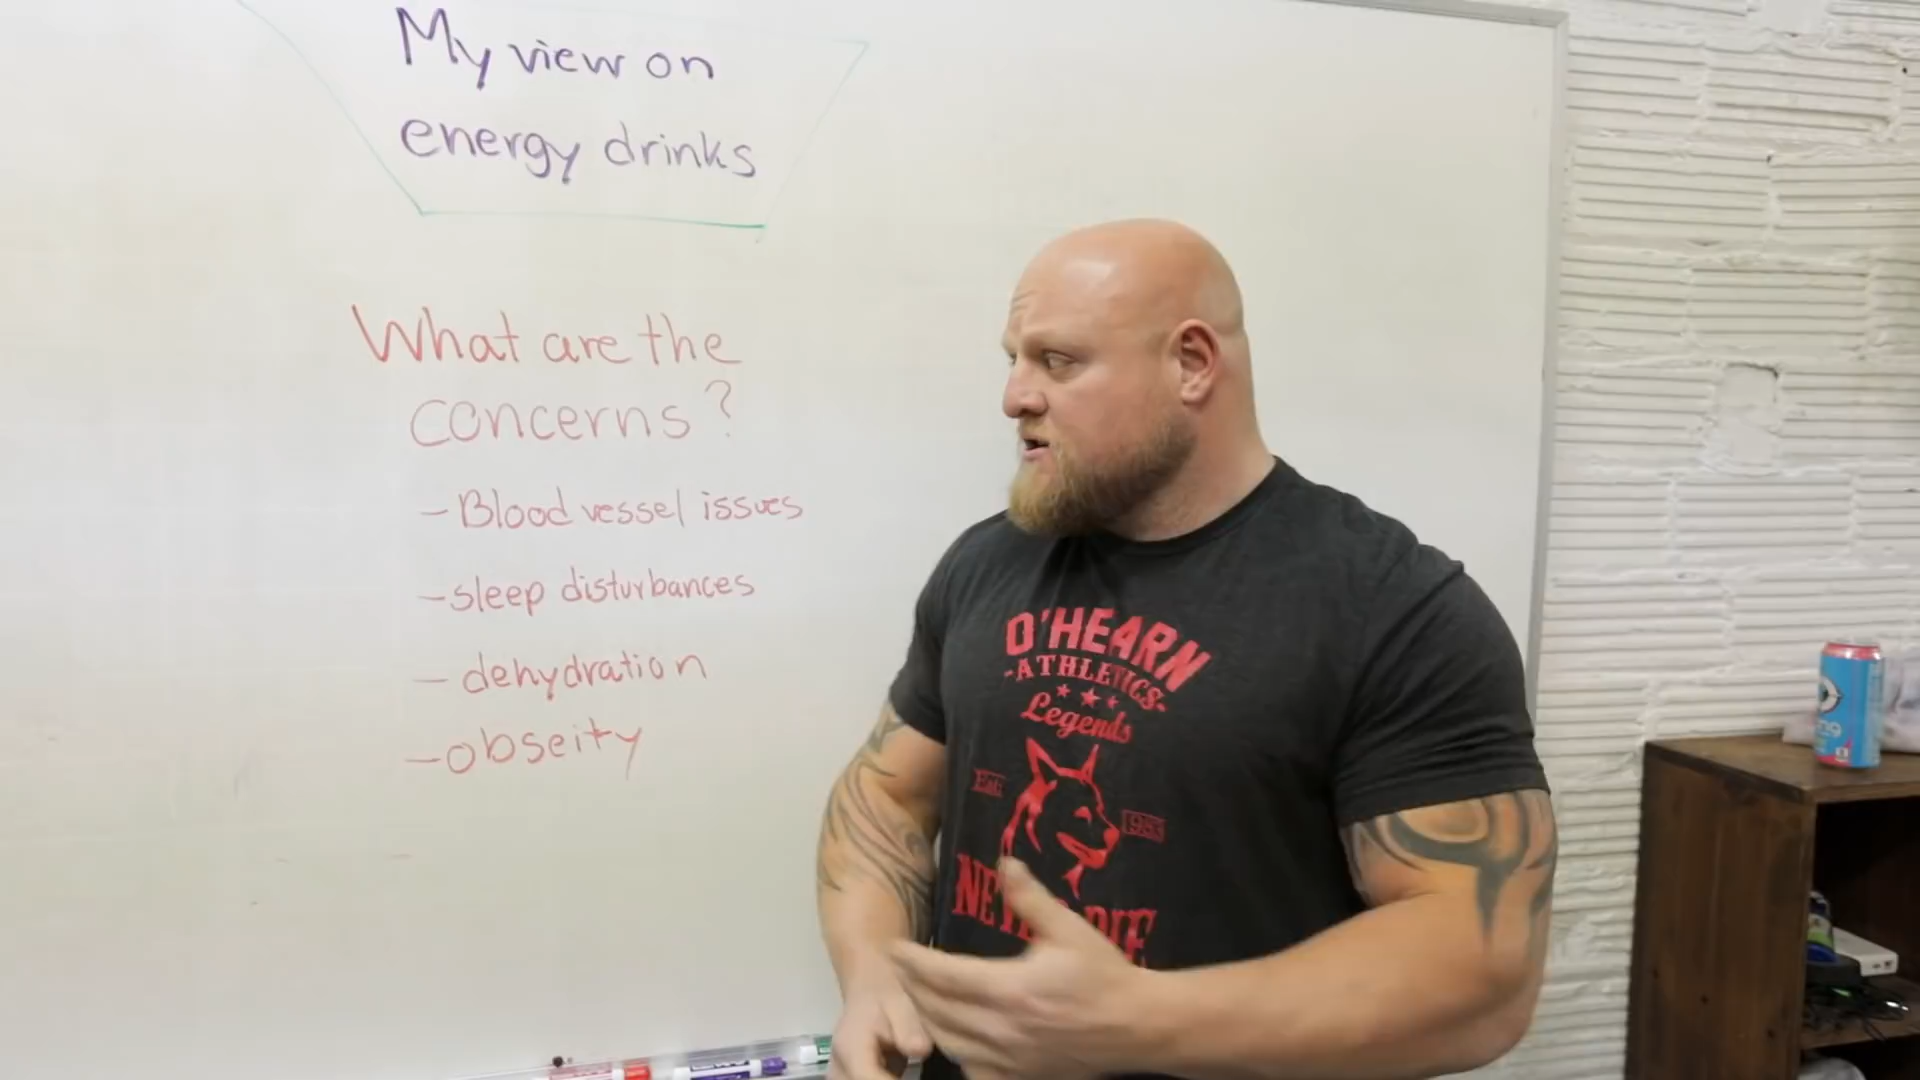 My view on
energy drinks
What are the
concerns?
- Blood vessel issues
- sleep disturbances
- dehydration
- obseity
O'HEARN
-ATHLETICS-
Legends
1983